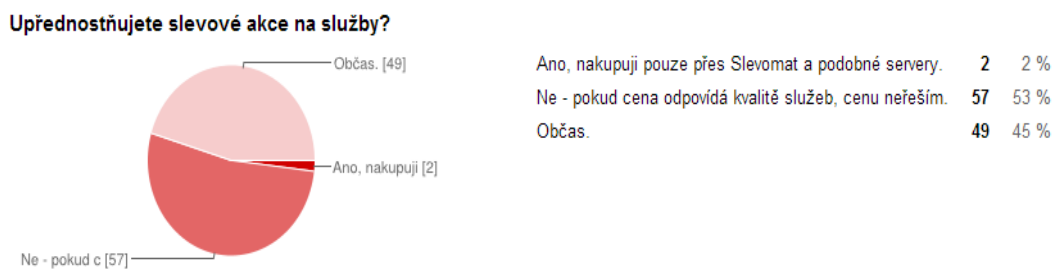 Upřednostňujete slevové akce na služby?
Občas. [49]
Ano, nakupuji [2]
Ne - pokud c [57]
Ano, nakupuji pouze přes Slevomat a podobné servery. 2 2 %
Ne - pokud cena odpovídá kvalitě služeb, cenu neřeším. 57 53 %
Občas. 49 45 %